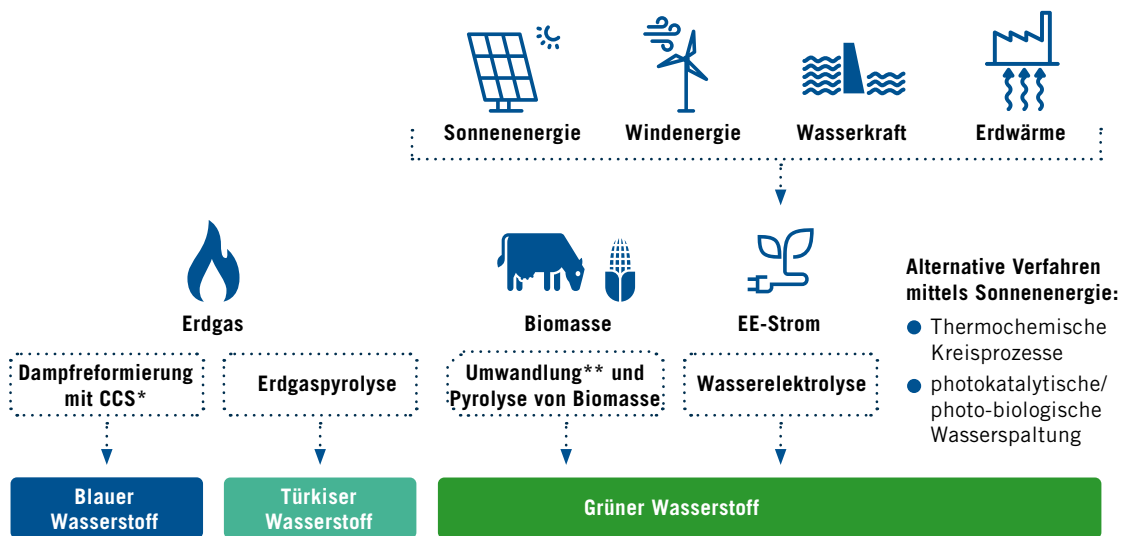 Sonnenenergie
Windenergie
Wasserkraft
Erdwärme
Erdgas
Biomasse
EE-Strom
Alternative Verfahren
mittels Sonnenenergie:
Thermochemische
Kreisprozesse
photokatalytische/
photo-biologische
Wasserspaltung
Dampfreformierung
mit CCS*
Erdgaspyrolyse
Umwandlung** und
Pyrolyse von Biomasse
Wasserelektrolyse
Blauer
Wasserstoff
Türkiser
Wasserstoff
Grüner Wasserstoff